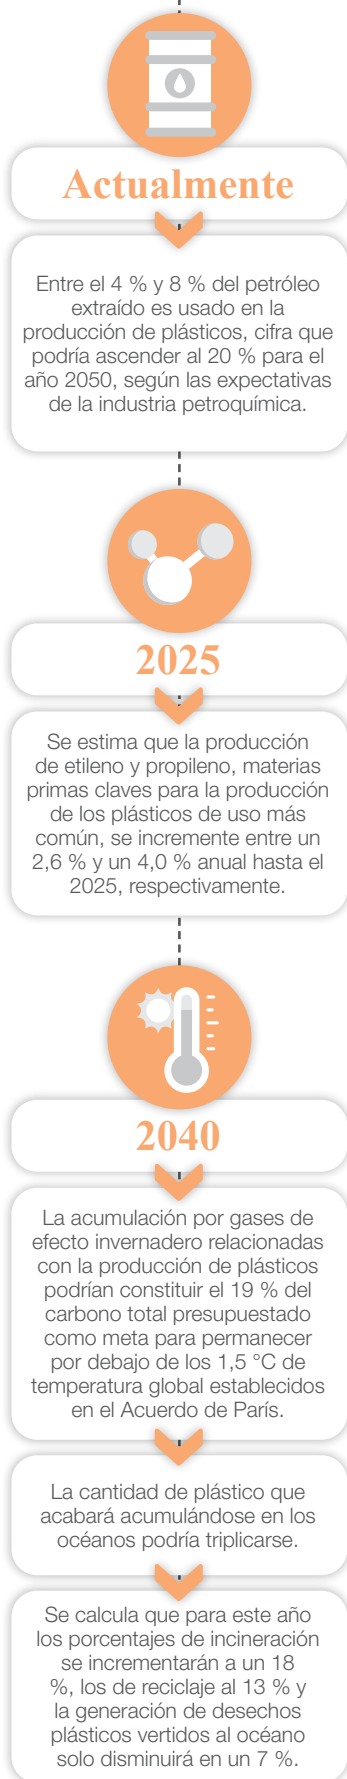 Actualmente
Entre el 4 % y 8 % del petróleo
extraído es usado en la
producción de plásticos, cifra que
podría ascender al 20 % para el
año 2050, según las expectativas
de la industria petroquímica.
2025
Se estima que la producción
de etileno y propileno, materias
primas claves para la producción
de los plásticos de uso más
común, se incremente entre un
2,6 % y un 4,0 % anual hasta el
2025, respectivamente.
2040
La acumulación por gases de
efecto invernadero relacionadas
con la producción de plásticos
podrían constituir el 19 % del
carbono total presupuestado
como meta para permanecer
por debajo de los 1,5 °C de
temperatura global establecidos
en el Acuerdo de París.
La cantidad de plástico que
acabará acumulándose en los
océanos podría triplicarse.
Se calcula que para este año
los porcentajes de incineración
se incrementarán a un 18
%, los de reciclaje al 13 % y
la generación de desechos
plásticos vertidos al océano
solo disminuirá en un 7 %.